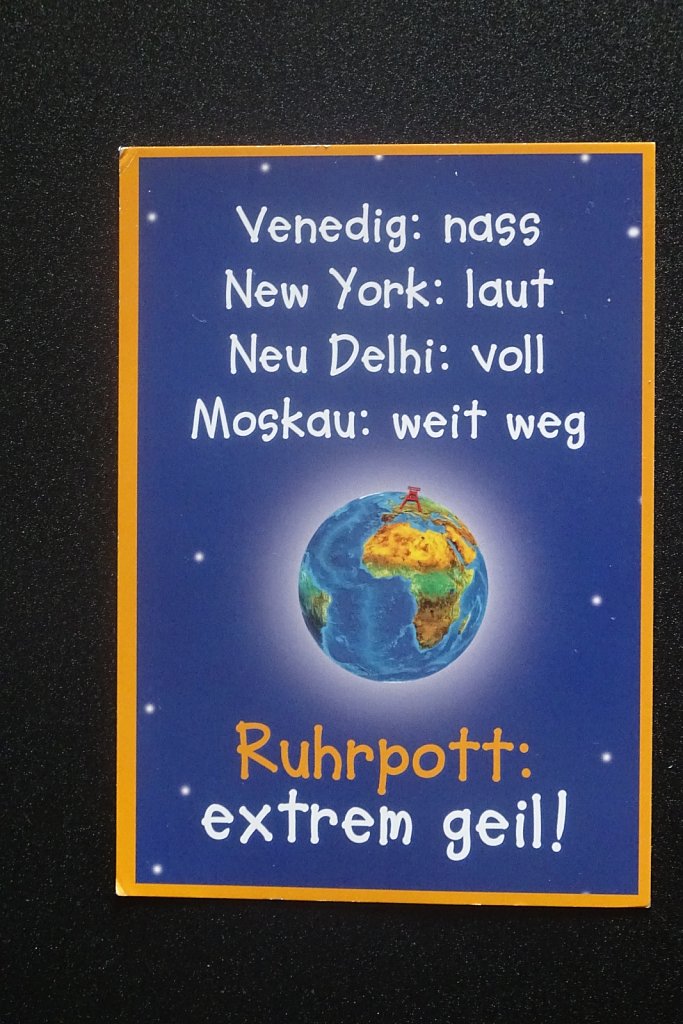 Venedig: nass
New York: laut
Neu Delhi: voll
Moskau: weit weg
Ruhrpott:
extrem geil!